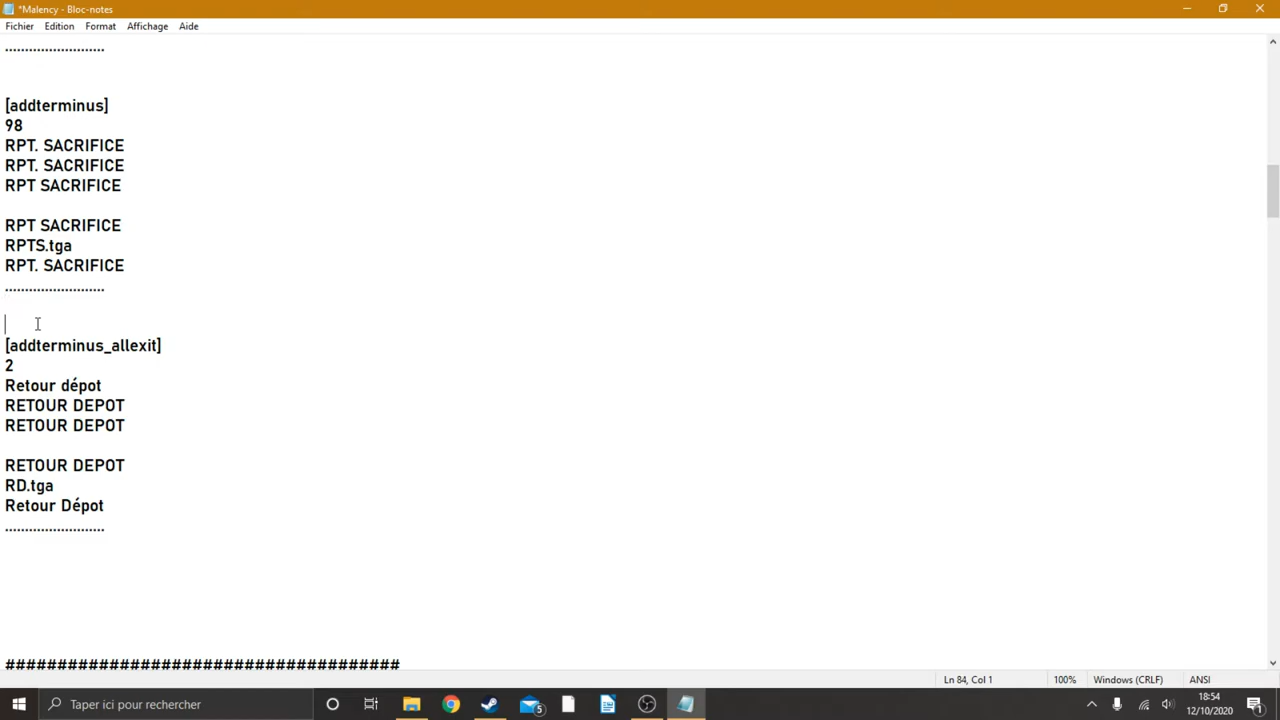 *Malency - Bloc-notes
Fichier Edition Format Affichage Aide
.........................
[addterminus]
98
RPT. SACRIFICE
RPT. SACRIFICE
RPT SACRIFICE
RPT SACRIFICE
RPTS.tga
RPT. SACRIFICE
.........................
[addterminus_allexit]
2
Retour dépot
RETOUR DEPOT
RETOUR DEPOT
RETOUR DEPOT
RD.tga
Retour Dépot
.........................
######################################
Ln 84, Col 1 100% Windows (CRLF) ANSI
Taper ici pour rechercher 5 18:54
12/10/2020 1